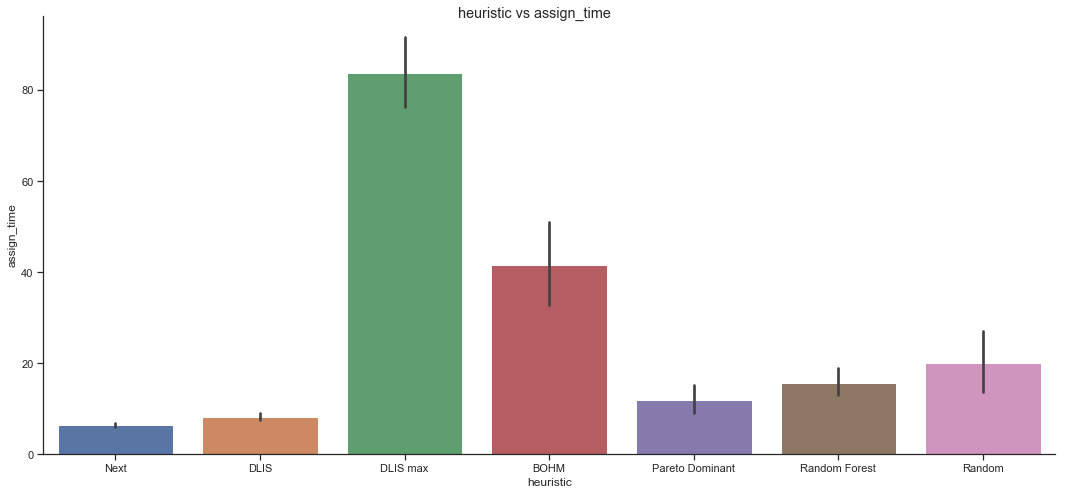 heuristic vs assign_time
assign_time
80
60
40
20
0
Next DLIS DLIS max BOHM Pareto Dominant Random Forest Random
heuristic